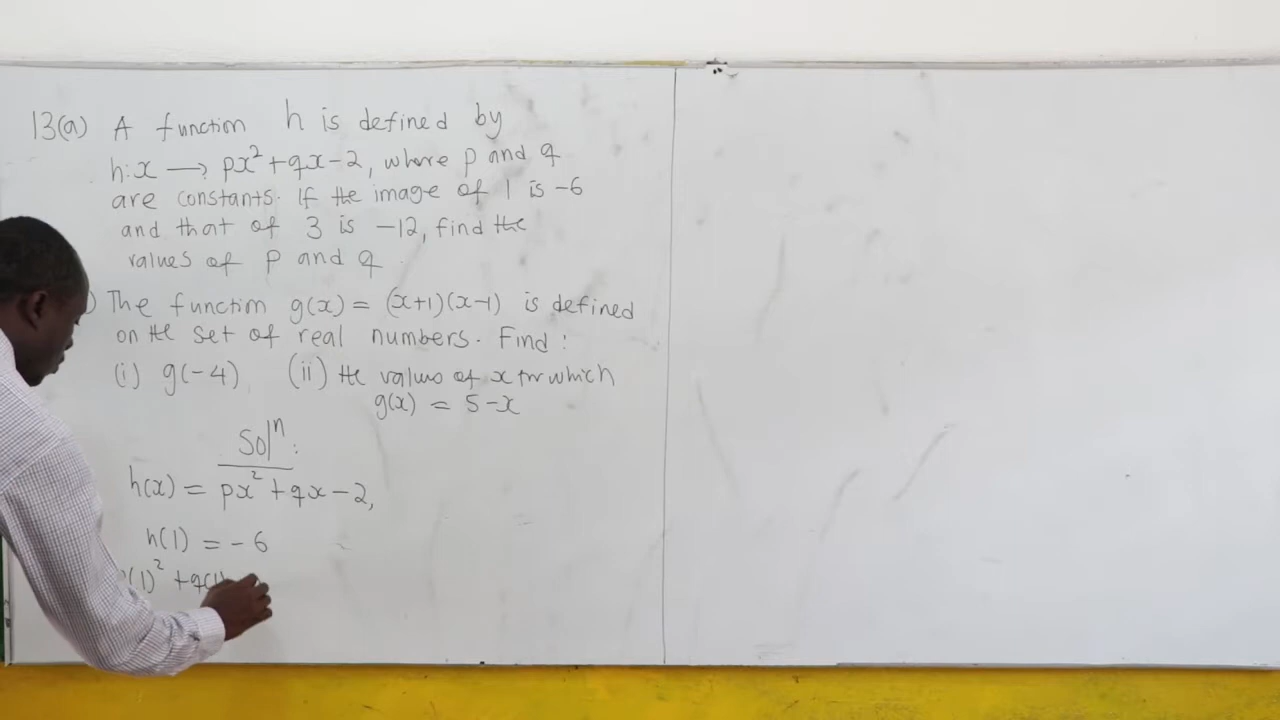 13(a) A function h is defined by
h:x → px² + qx - 2, where p and q
are constants. If the image of 1 is -6
and that of 3 is -12, find the
values of p and q.
) The function g(x) = (x+1)(x-1) is defined
on the set of real numbers. Find :
(i) g(-4) (ii) the values of x for which
g(x) = 5-x
Solⁿ:
h(x) = px² + qx - 2,
h(1) = -6
(1)² + q(1)